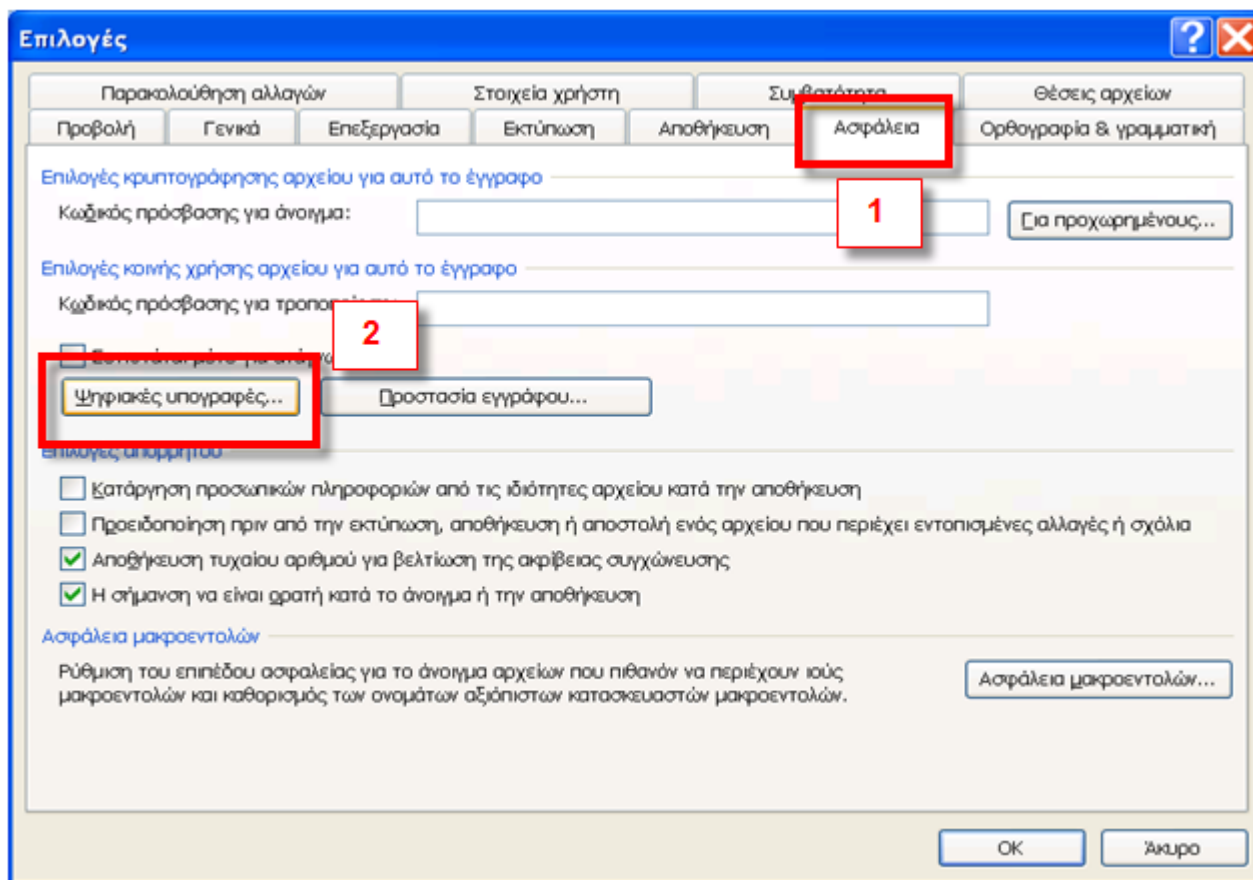 Επιλογές
Παρακολούθηση αλλαγών Στοιχεία χρήστη Συμβατότητα Θέσεις αρχείων
Προβολή Γενικά Επεξεργασία Εκτύπωση Αποθήκευση Ασφάλεια Ορθογραφία & γραμματική
Επιλογές κρυπτογράφησης αρχείου για αυτό το έγγραφο
1
Κωδικός πρόσβασης για άνοιγμα: Για προχωρημένους...
Επιλογές κοινής χρήσης αρχείου για αυτό το έγγραφο
Κωδικός πρόσβασης για
2
Ψηφιακές υπογραφές... Προστασία εγγράφου...
Επιλογές απορρήτου
Κατάργηση προσωπικών πληροφοριών από τις ιδιότητες αρχείου κατά την αποθήκευση
Προειδοποίηση πριν από την εκτύπωση, αποθήκευση ή αποστολή ενός αρχείου που περιέχει εντοπισμένες αλλαγές ή σχόλια
Αποθήκευση τυχαίου αριθμού για βελτίωση της ακρίβειας συγχώνευσης
Η σήμανση να είναι ορατή κατά το άνοιγμα ή την αποθήκευση
Ασφάλεια μακροεντολών
Ρύθμιση του επιπέδου ασφαλείας για το άνοιγμα αρχείων που πιθανόν να περιέχουν ιούς
μακροεντολών και καθορισμός των ονομάτων αξιόπιστων κατασκευαστών μακροεντολών.
Ασφάλεια μακροεντολών...
OK Άκυρο